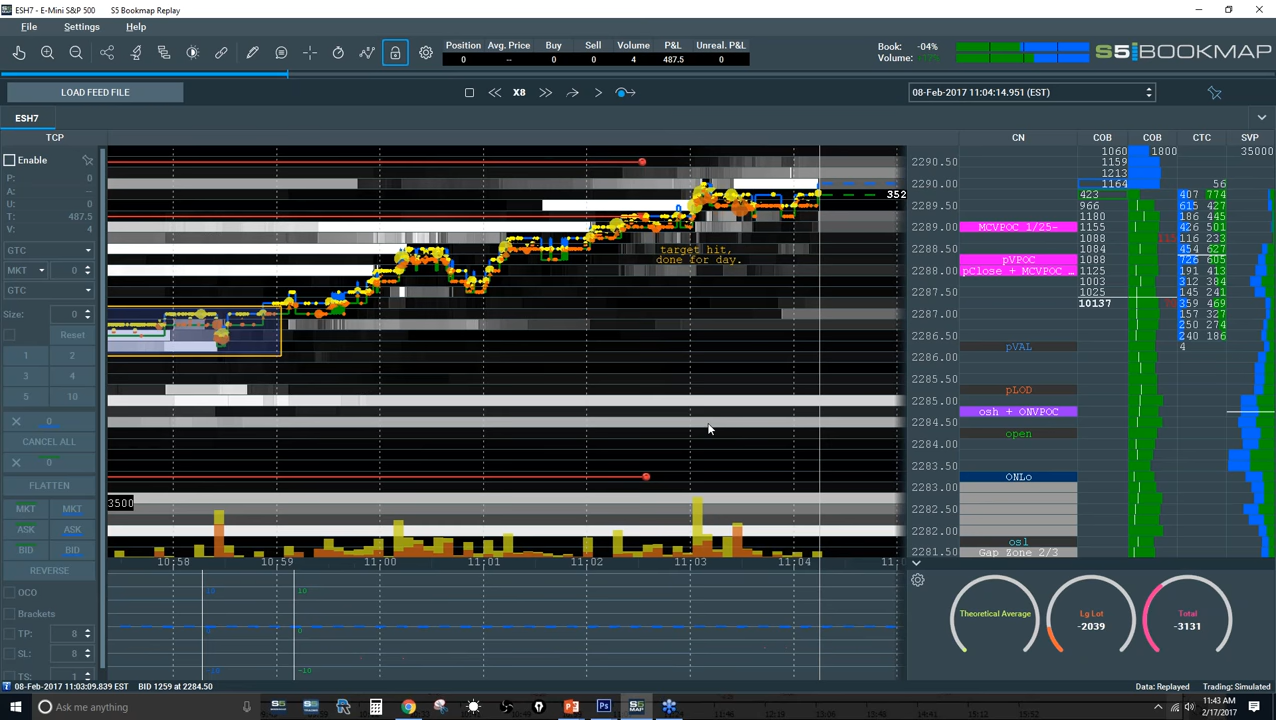 ESH7 - E-Mini S&P 500 S5 Bookmap Replay
File Settings Help
Position Avg. Price Buy Sell Volume P&L Unreal. P&L
0 -- 0 0 4 487.5 0
Book: -04%
Volume:
S5 BOOKMAP
LOAD FEED FILE
X8
08-Feb-2017 11:04:14.951 (EST)
ESH7
TCP
CN COB COB CTC SVP
Enable
P: 0
A: --
U: 0
T: 487.5
GTC
MKT 0
GTC
Size: 0
Reset
1 2
3 4
5 10
0
CANCEL ALL
0
FLATTEN
MKT MKT
ASK ASK
BID BID
REVERSE
OCO
Brackets
TP: 8
SL: 8
TS: 1
target hit,
done for day.
352
3500
10:58 10:59 11:00 11:01 11:02 11:03 11:04
10 10
0 0
-10 -10
2290.50
2290.00
2289.50
2289.00
2288.50
2288.00
2287.50
2287.00
2286.50
2286.00
2285.50
2285.00
2284.50
2284.00
2283.50
2283.00
2282.50
2282.00
2281.50
MCVPOC 1/25-
pVPOC
pClose + MCVPOC ...
pVAL
pLOD
osh + ONVPOC
open
ONLo
osl
Gap Zone 2/3
1060 1800 35000
1159
1213
1164 56
423 407 774
966 615 427
1180 186 445
1155 426 501
1088 116 233
1084 454 627
1088 726 605
1125 191 413
1003 312 384
1025 145 241
10137 359 469
157 327
250 274
240 186
4
Theoretical Average
Lg Lot
-2039
Total
-3131
08-Feb-2017 11:03:09.839 EST BID 1259 at 2284.50
Data: Replayed Trading: Simulated
Ask me anything
11:43 AM
2/17/2017